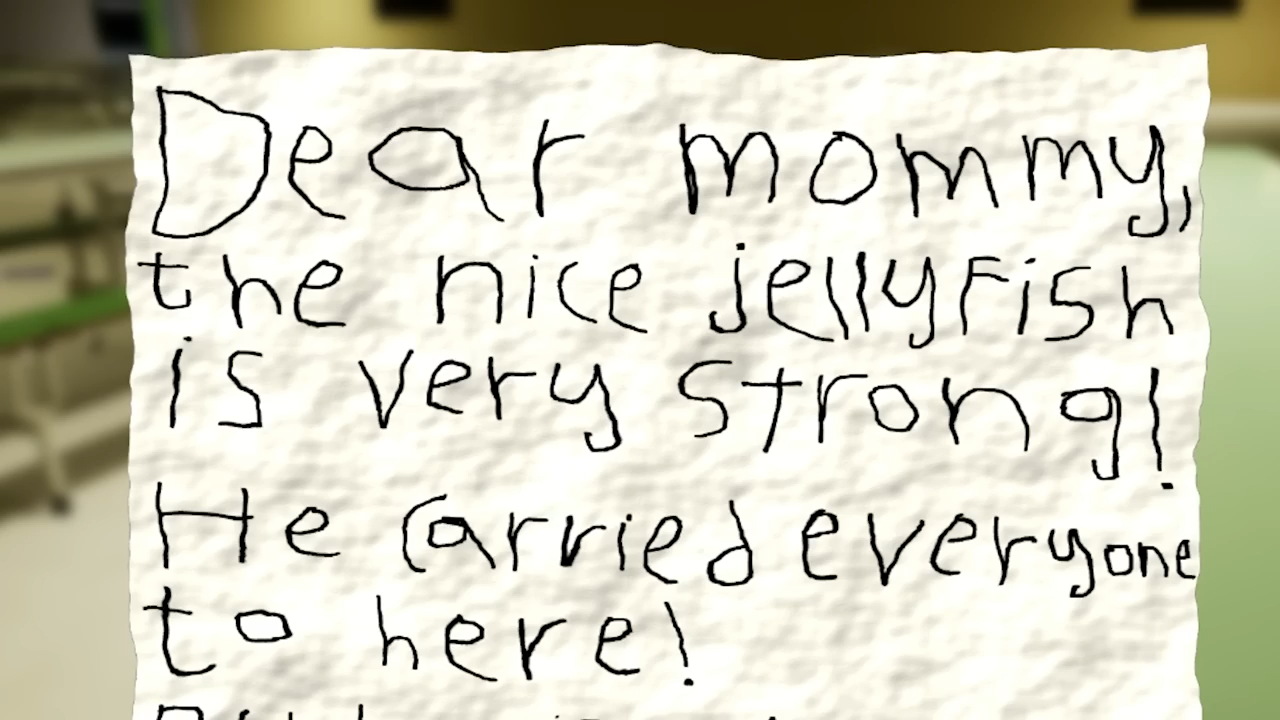 Dear mommy,
the nice jellyfish
is very strong!
He carried everyone
to here!